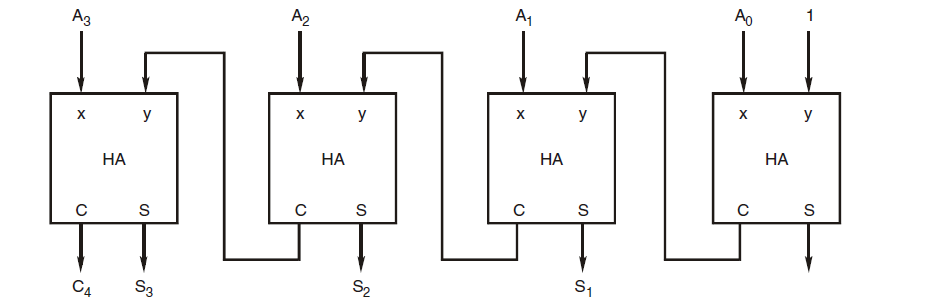 A3 A2 A1 A0 1
x y x y x y x y
HA HA HA HA
C S C S C S C S
C4 S3 S2 S1